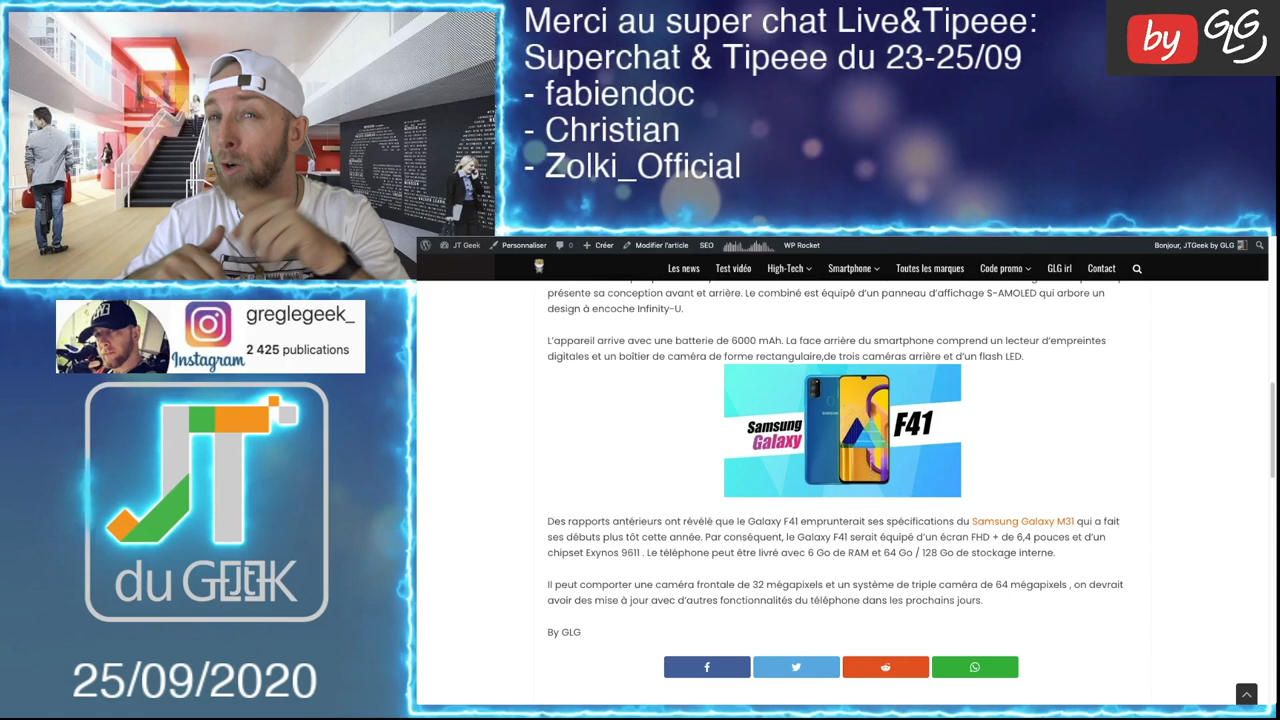 Merci au super chat Live&Tipeee:
Superchat & Tipeee du 23-25/09
- fabiendoc
- Christian
- Zolki_Official
by GLG
greglegeek_
Instagram
2 425 publications
JT
du GEEK
25/09/2020
JT Geek Personnaliser 0 Créer Modifier l'article SEO WP Rocket Bonjour, JTGeek by GLG
Les news Test vidéo High-Tech Smartphone Toutes les marques Code promo GLG irl Contact
présente sa conception avant et arrière. Le combiné est équipé d'un panneau d'affichage S-AMOLED qui arbore un
design à encoche Infinity-U.
L'appareil arrive avec une batterie de 6000 mAh. La face arrière du smartphone comprend un lecteur d'empreintes
digitales et un boîtier de caméra de forme rectangulaire,de trois caméras arrière et d'un flash LED.
Samsung
Galaxy
F41
Des rapports antérieurs ont révélé que le Galaxy F41 emprunterait ses spécifications du Samsung Galaxy M31 qui a fait
ses débuts plus tôt cette année. Par conséquent, le Galaxy F41 serait équipé d'un écran FHD + de 6,4 pouces et d'un
chipset Exynos 9611 . Le téléphone peut être livré avec 6 Go de RAM et 64 Go / 128 Go de stockage interne.
Il peut comporter une caméra frontale de 32 mégapixels et un système de triple caméra de 64 mégapixels , on devrait
avoir des mise à jour avec d'autres fonctionnalités du téléphone dans les prochains jours.
By GLG